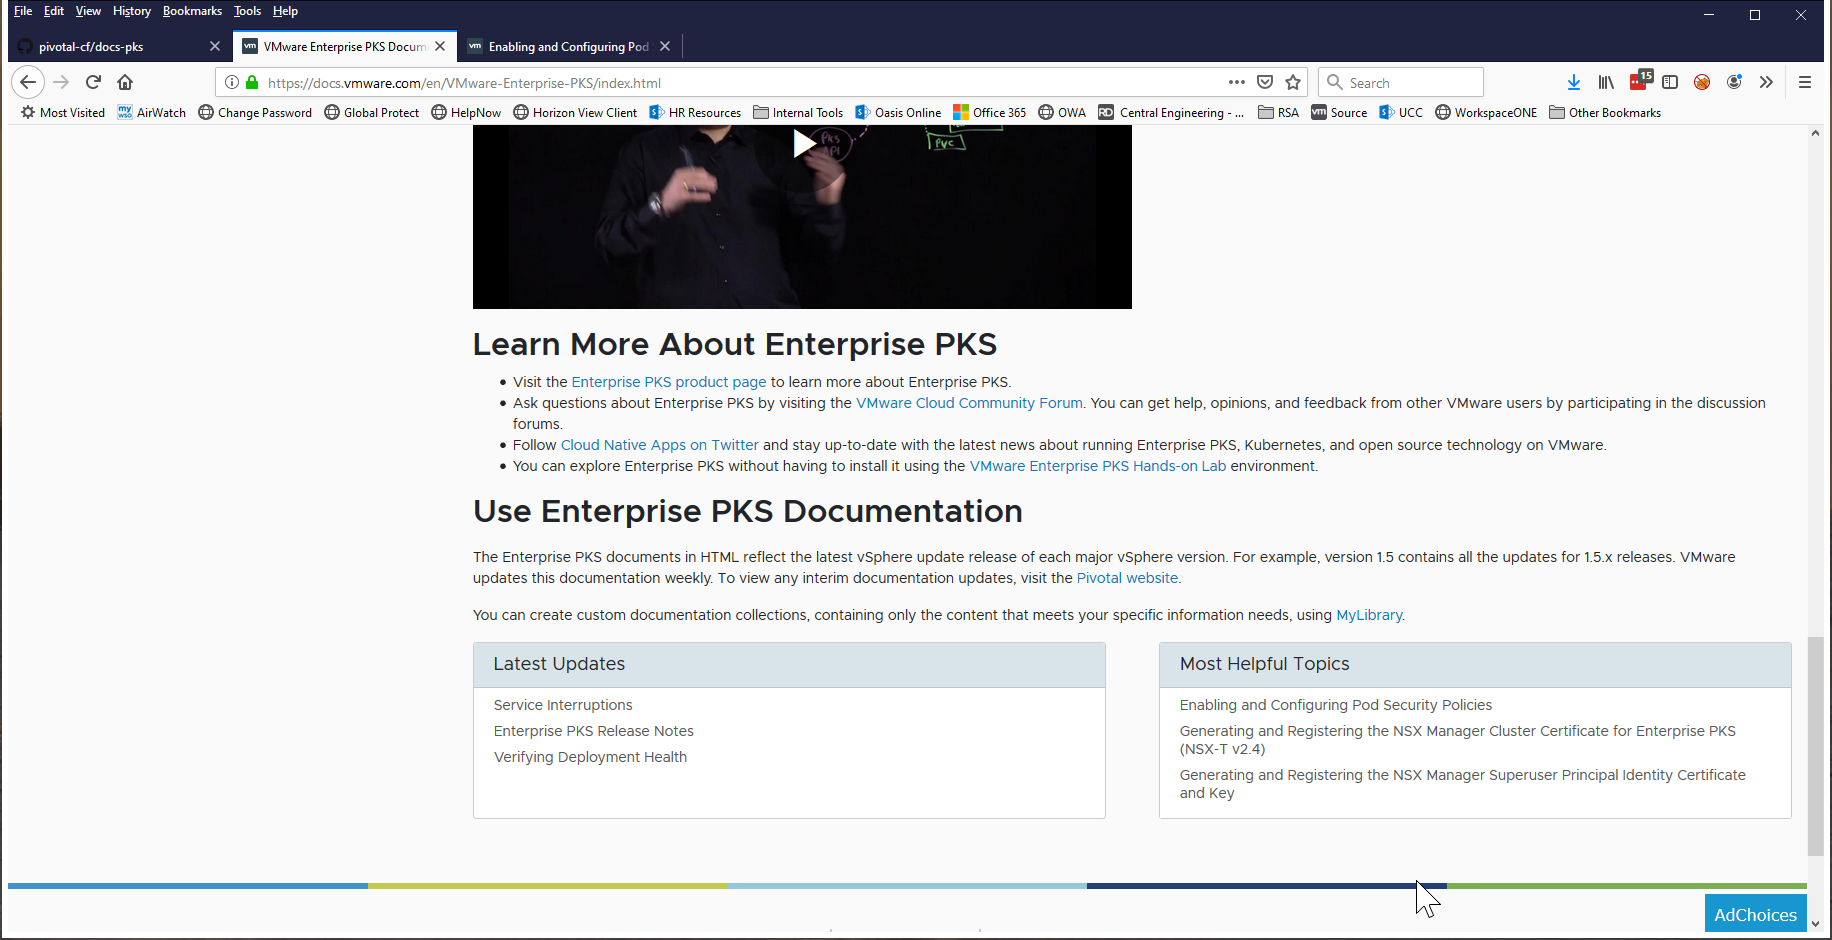 File Edit View History Bookmarks Tools Help
pivotal-cf/docs-pks
vm VMware Enterprise PKS Docum
vm Enabling and Configuring Pod
https://docs.vmware.com/en/VMware-Enterprise-PKS/index.html
Search
15
Most Visited my wso AirWatch Change Password Global Protect HelpNow Horizon View Client HR Resources Internal Tools Oasis Online Office 365 OWA RD Central Engineering - ... RSA vm Source UCC WorkspaceONE Other Bookmarks
PKS
API
PVC
Learn More About Enterprise PKS
• Visit the Enterprise PKS product page to learn more about Enterprise PKS.
• Ask questions about Enterprise PKS by visiting the VMware Cloud Community Forum. You can get help, opinions, and feedback from other VMware users by participating in the discussion
forums.
• Follow Cloud Native Apps on Twitter and stay up-to-date with the latest news about running Enterprise PKS, Kubernetes, and open source technology on VMware.
• You can explore Enterprise PKS without having to install it using the VMware Enterprise PKS Hands-on Lab environment.
Use Enterprise PKS Documentation
The Enterprise PKS documents in HTML reflect the latest vSphere update release of each major vSphere version. For example, version 1.5 contains all the updates for 1.5.x releases. VMware
updates this documentation weekly. To view any interim documentation updates, visit the Pivotal website.
You can create custom documentation collections, containing only the content that meets your specific information needs, using MyLibrary.
Latest Updates
Service Interruptions
Enterprise PKS Release Notes
Verifying Deployment Health
Most Helpful Topics
Enabling and Configuring Pod Security Policies
Generating and Registering the NSX Manager Cluster Certificate for Enterprise PKS
(NSX-T v2.4)
Generating and Registering the NSX Manager Superuser Principal Identity Certificate
and Key
AdChoices